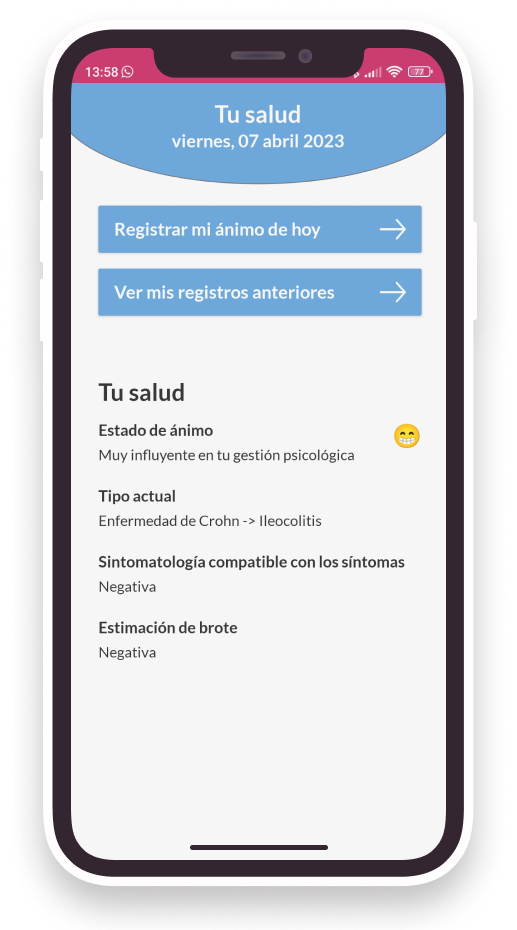 13:58
77
Tu salud
viernes, 07 abril 2023
Registrar mi ánimo de hoy
Ver mis registros anteriores
Tu salud
Estado de ánimo
Muy influyente en tu gestión psicológica
Tipo actual
Enfermedad de Crohn -> Ileocolitis
Sintomatología compatible con los síntomas
Negativa
Estimación de brote
Negativa